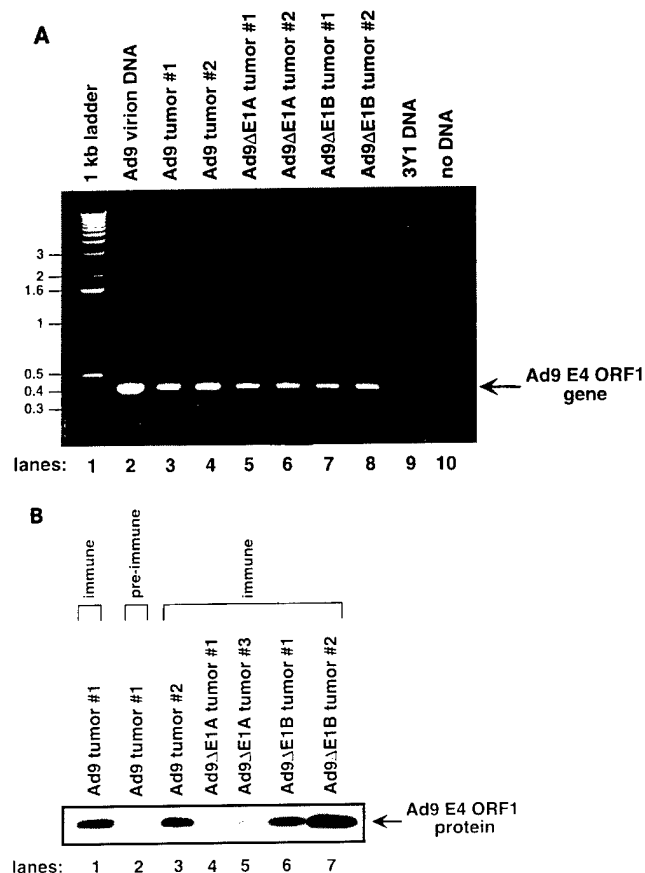 A
1 kb ladder
Ad9 virion DNA
Ad9 tumor #1
Ad9 tumor #2
Ad9ΔE1A tumor #1
Ad9ΔE1A tumor #2
Ad9ΔE1B tumor #1
Ad9ΔE1B tumor #2
3Y1 DNA
no DNA
3
2
1.6
1
0.5
0.4
0.3
Ad9 E4 ORF1
gene
lanes: 1 2 3 4 5 6 7 8 9 10
B
immune
pre-immune
immune
Ad9 tumor #1
Ad9 tumor #1
Ad9 tumor #2
Ad9ΔE1A tumor #1
Ad9ΔE1A tumor #3
Ad9ΔE1B tumor #1
Ad9ΔE1B tumor #2
Ad9 E4 ORF1
protein
lanes: 1 2 3 4 5 6 7